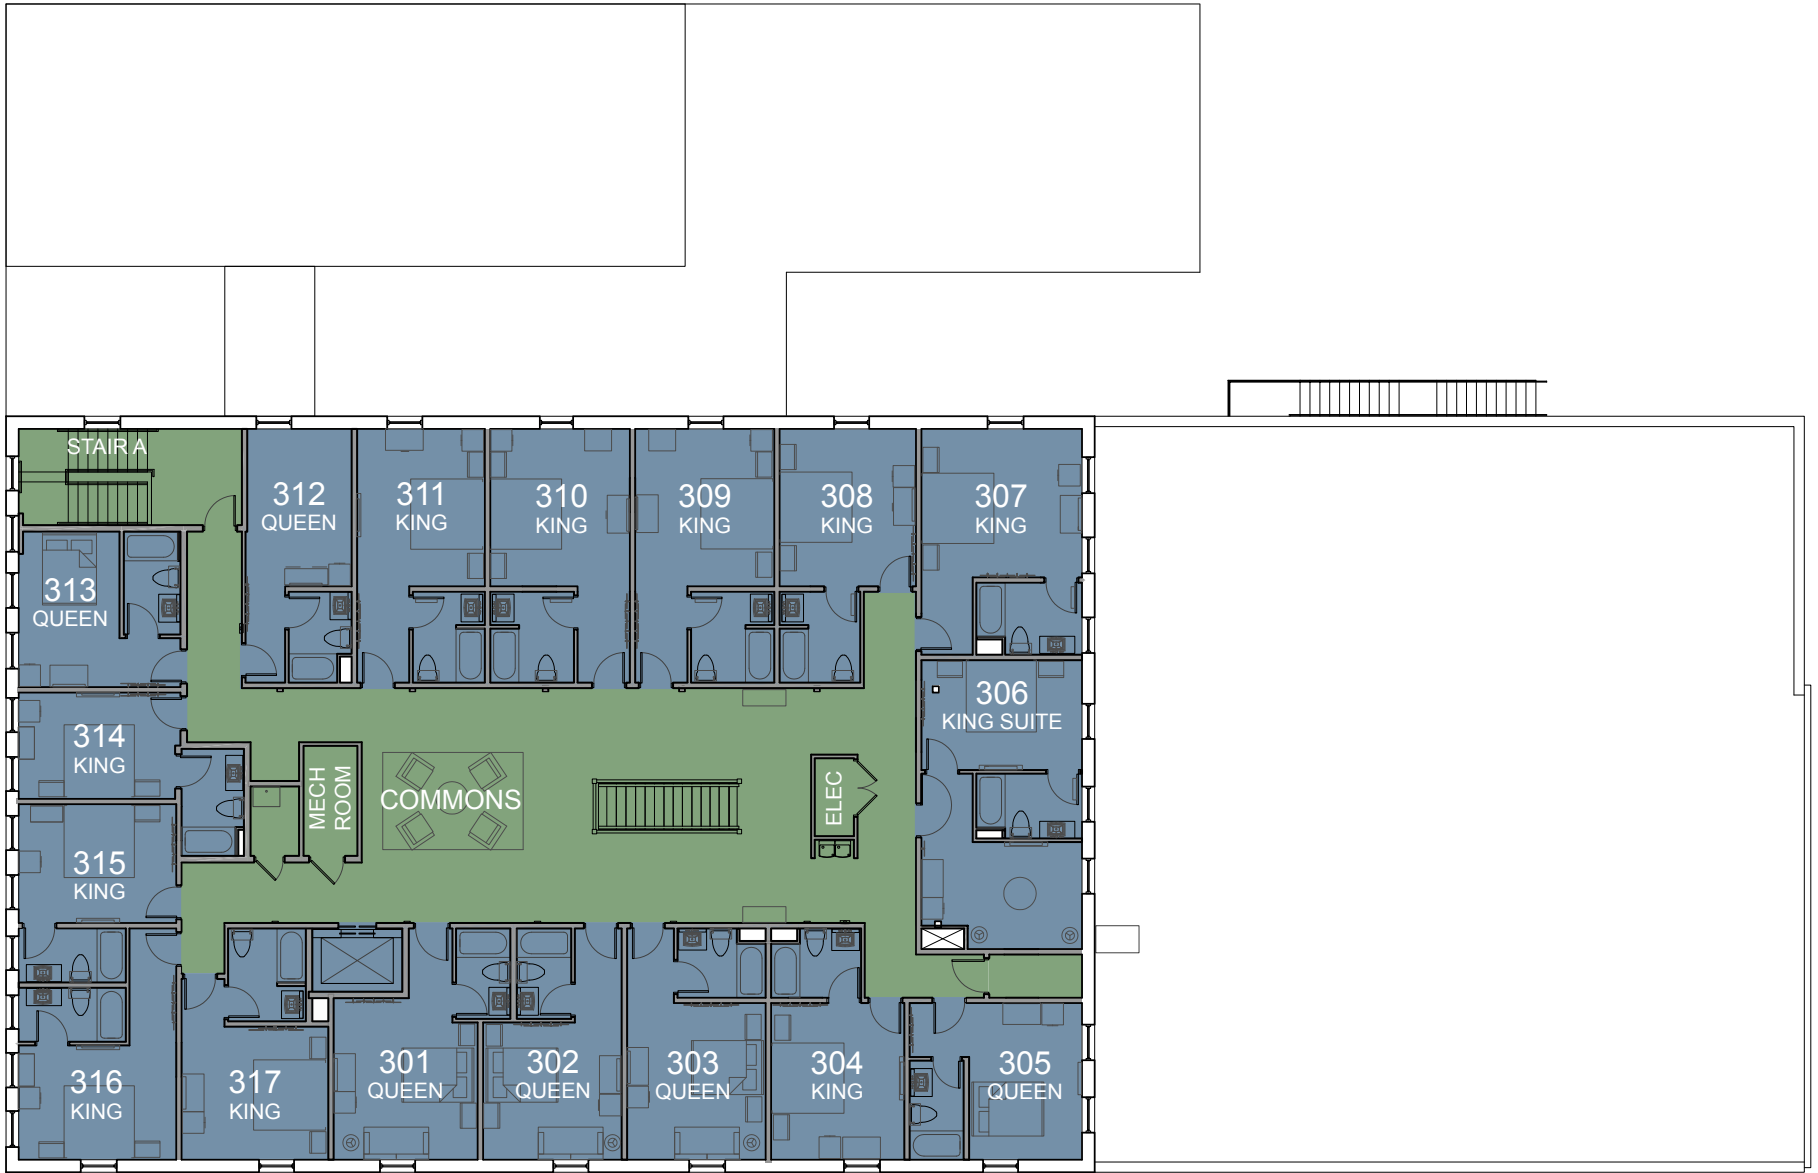 STAIR A
312
QUEEN
311
KING
310
KING
309
KING
308
KING
307
KING
313
QUEEN
306
KING SUITE
314
KING
MECH
ROOM
COMMONS
ELEC
315
KING
316
KING
317
KING
301
QUEEN
302
QUEEN
303
QUEEN
304
KING
305
QUEEN